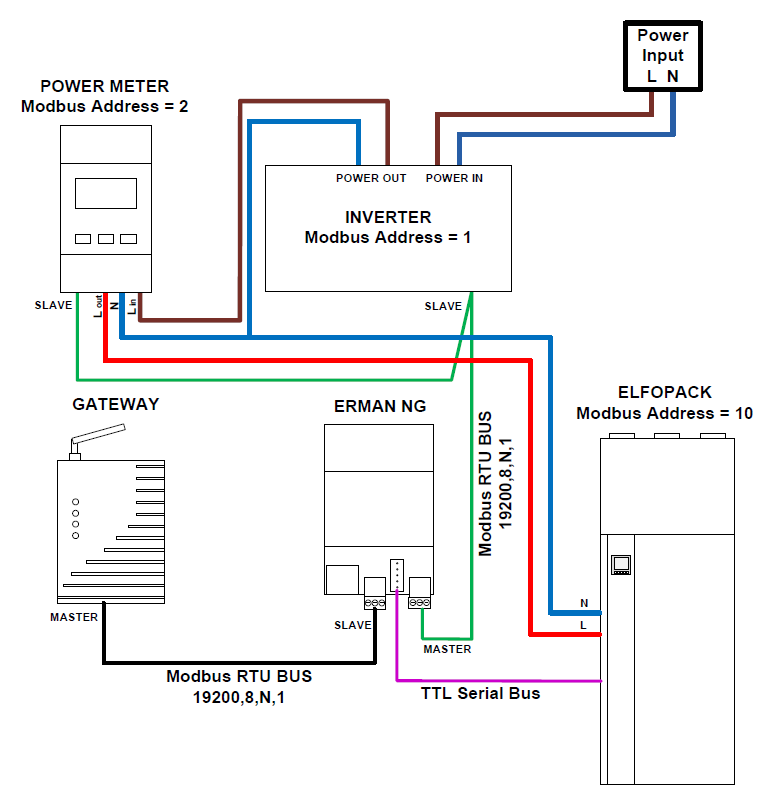 Power
Input
L N
POWER METER
Modbus Address = 2
POWER OUT
POWER IN
INVERTER
Modbus Address = 1
SLAVE
L out
N
L in
SLAVE
GATEWAY
ERMAN NG
ELFOPACK
Modbus Address = 10
Modbus RTU BUS
19200,8,N,1
N
L
MASTER
SLAVE
MASTER
Modbus RTU BUS
19200,8,N,1
TTL Serial Bus